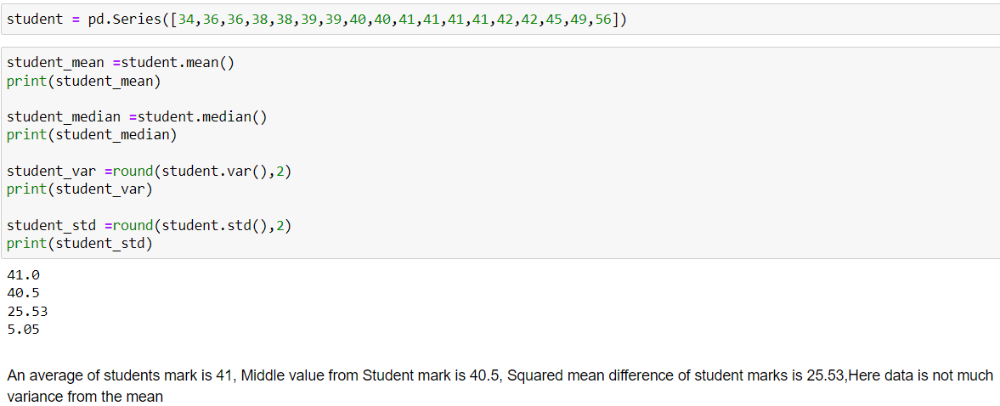 student = pd.Series([34,36,36,38,38,39,39,40,40,41,41,41,41,42,42,45,49,56])
student_mean =student.mean()
print(student_mean)
student_median =student.median()
print(student_median)
student_var =round(student.var(),2)
print(student_var)
student_std =round(student.std(),2)
print(student_std)
41.0
40.5
25.53
5.05
An average of students mark is 41, Middle value from Student mark is 40.5, Squared mean difference of student marks is 25.53,Here data is not much
variance from the mean